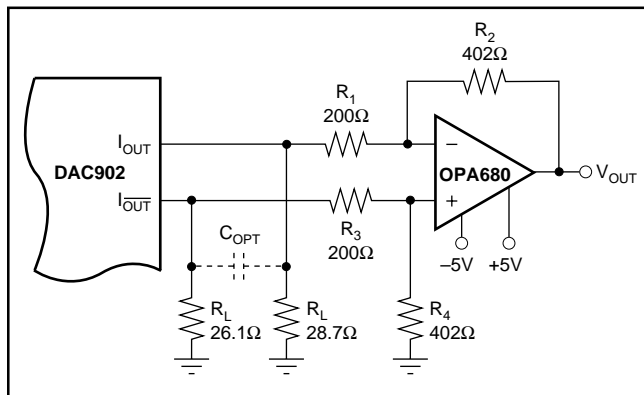 R2
402Ω
R1
200Ω
IOUT
DAC902
−
OPA680
VOUT
I̅O̅U̅T̅
+
R3
200Ω
COPT
–5V
+5V
RL
26.1Ω
RL
28.7Ω
R4
402Ω